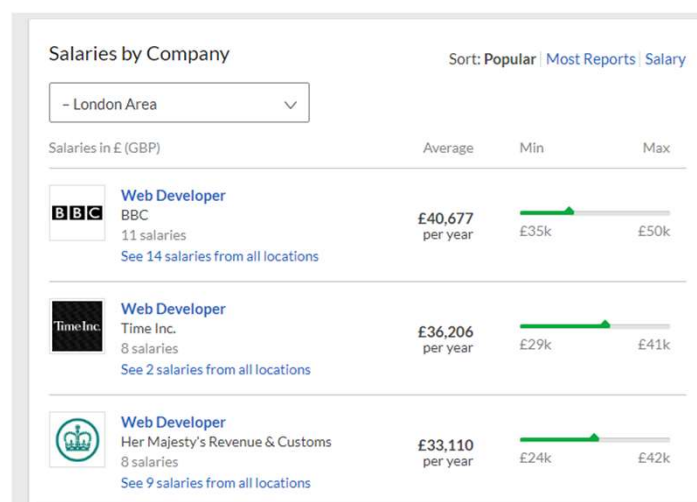 Salaries by Company
Sort: Popular | Most Reports | Salary
– London Area
Salaries in £ (GBP) Average Min Max
BBC
Web Developer
BBC
11 salaries
See 14 salaries from all locations
£40,677
per year
£35k £50k
Time Inc.
Web Developer
Time Inc.
8 salaries
See 2 salaries from all locations
£36,206
per year
£29k £41k
Web Developer
Her Majesty's Revenue & Customs
8 salaries
See 9 salaries from all locations
£33,110
per year
£24k £42k